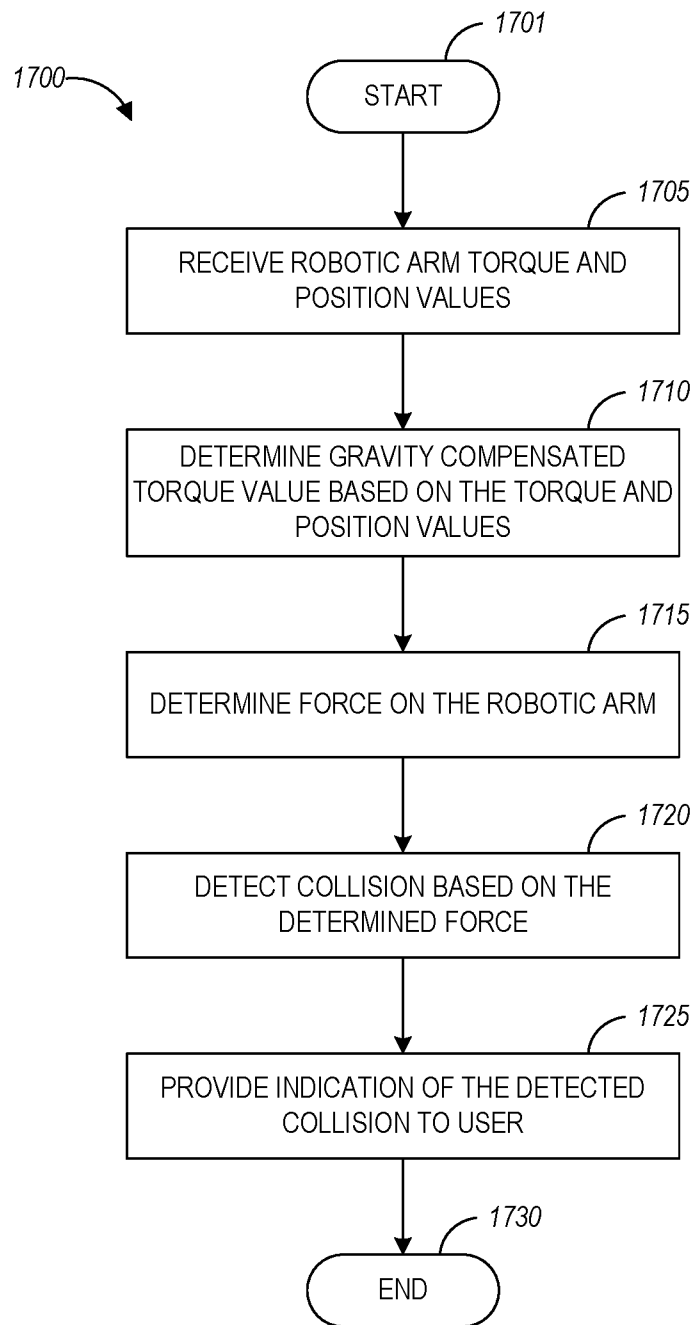 1701
1700
START
1705
RECEIVE ROBOTIC ARM TORQUE AND
POSITION VALUES
1710
DETERMINE GRAVITY COMPENSATED
TORQUE VALUE BASED ON THE TORQUE AND
POSITION VALUES
1715
DETERMINE FORCE ON THE ROBOTIC ARM
1720
DETECT COLLISION BASED ON THE
DETERMINED FORCE
1725
PROVIDE INDICATION OF THE DETECTED
COLLISION TO USER
1730
END